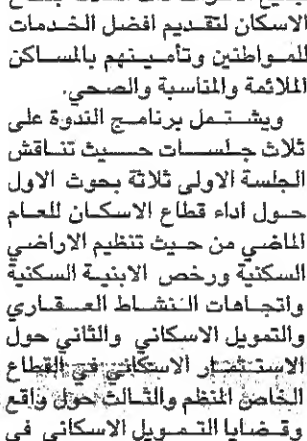 الاسكان لتقديم افضل الخدمات
للمواطنين وتأمينهم بالمساكن
الملائمة والمناسبة والصحي.
ويشتمل برنامج الندوة على
ثلاث جلسات حسيث تناقش
الجلسة الاولى ثلاثة بحوث الاول
حول اداء قطاع الاسكان للعام
الماضي من حيث تنظيم الاراضي
السكنية ورخص الابنية السكنية
واتجاهات النشاط العقاري
والتمويل الاسكاني والثاني حول
الاستثمار الاسكاني في القطاع
الخاص المنظم والثالث حول واقع
وقضايا التمويل الاسكاني في